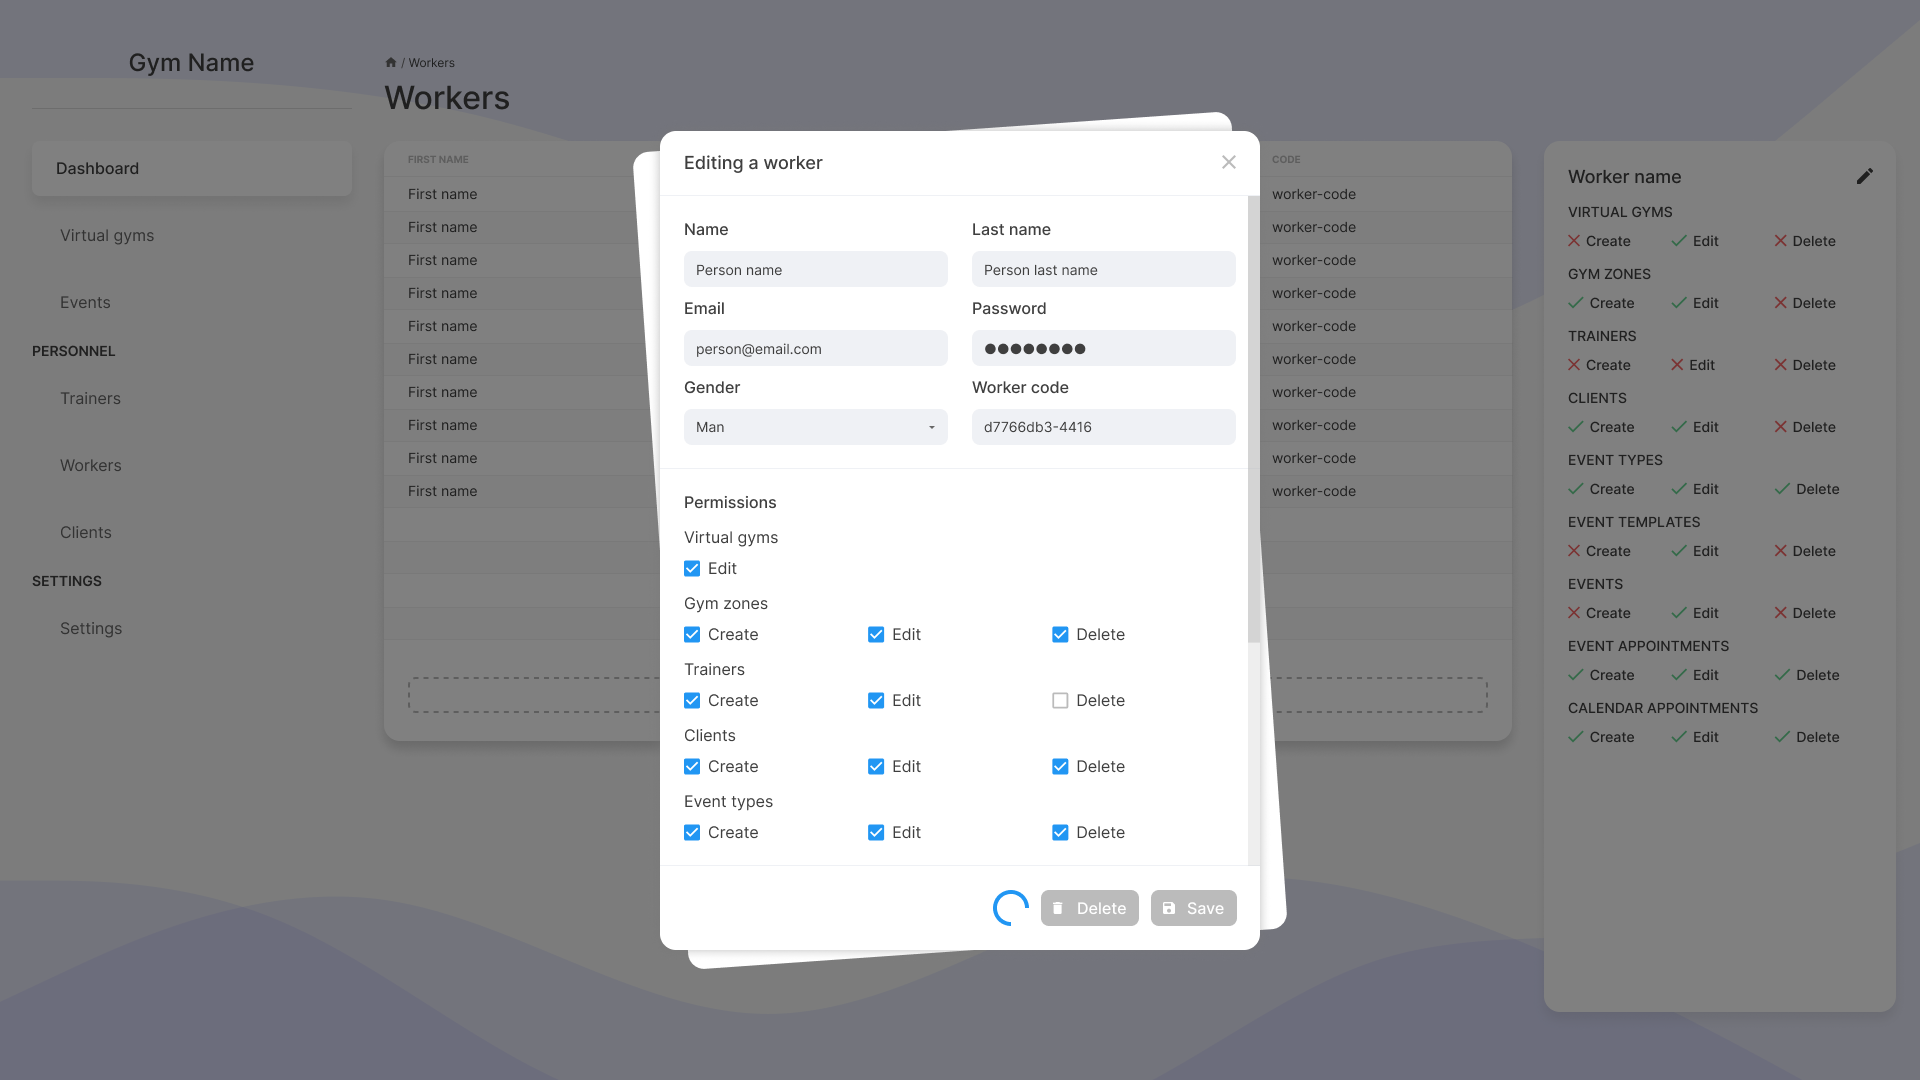 Gym Name
Dashboard
Virtual gyms
Events
PERSONNEL
Trainers
Workers
Clients
SETTINGS
Settings
/ Workers
Workers
FIRST NAME
First name
First name
First name
First name
First name
First name
First name
First name
First name
First name
CODE
worker-code
worker-code
worker-code
worker-code
worker-code
worker-code
worker-code
worker-code
worker-code
worker-code
Editing a worker
Name Last name
Person name Person last name
Email Password
person@email.com ●●●●●●●●
Gender Worker code
Man d7766db3-4416
Permissions
Virtual gyms
Edit
Gym zones
Create Edit Delete
Trainers
Create Edit Delete
Clients
Create Edit Delete
Event types
Create Edit Delete
Delete Save
Worker name
VIRTUAL GYMS
Create Edit Delete
GYM ZONES
Create Edit Delete
TRAINERS
Create Edit Delete
CLIENTS
Create Edit Delete
EVENT TYPES
Create Edit Delete
EVENT TEMPLATES
Create Edit Delete
EVENTS
Create Edit Delete
EVENT APPOINTMENTS
Create Edit Delete
CALENDAR APPOINTMENTS
Create Edit Delete